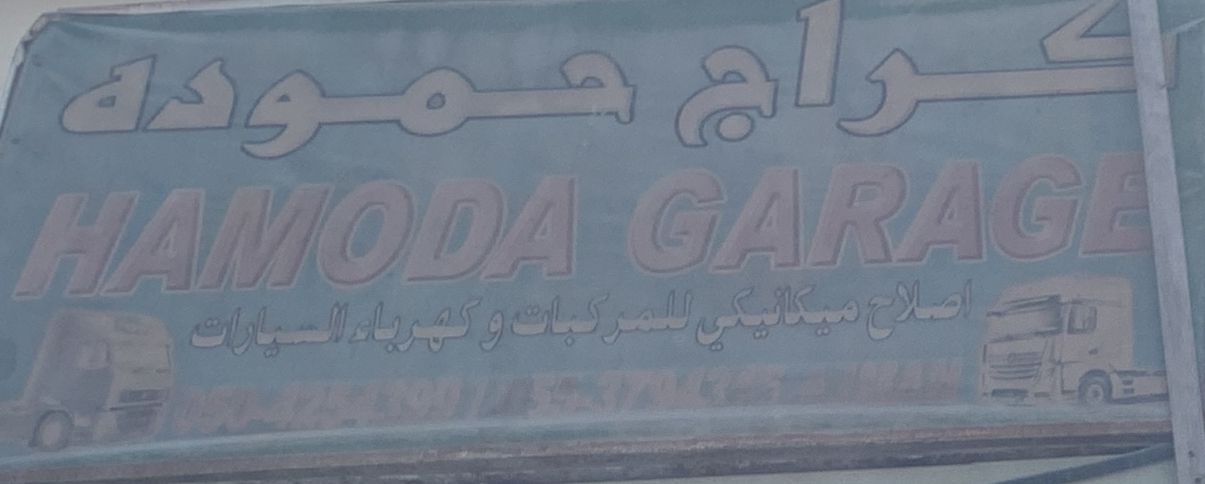 كراج حموده
HAMODA GARAGE
اصلاح ميكانيكي للمركبات و كهرباء السيارات